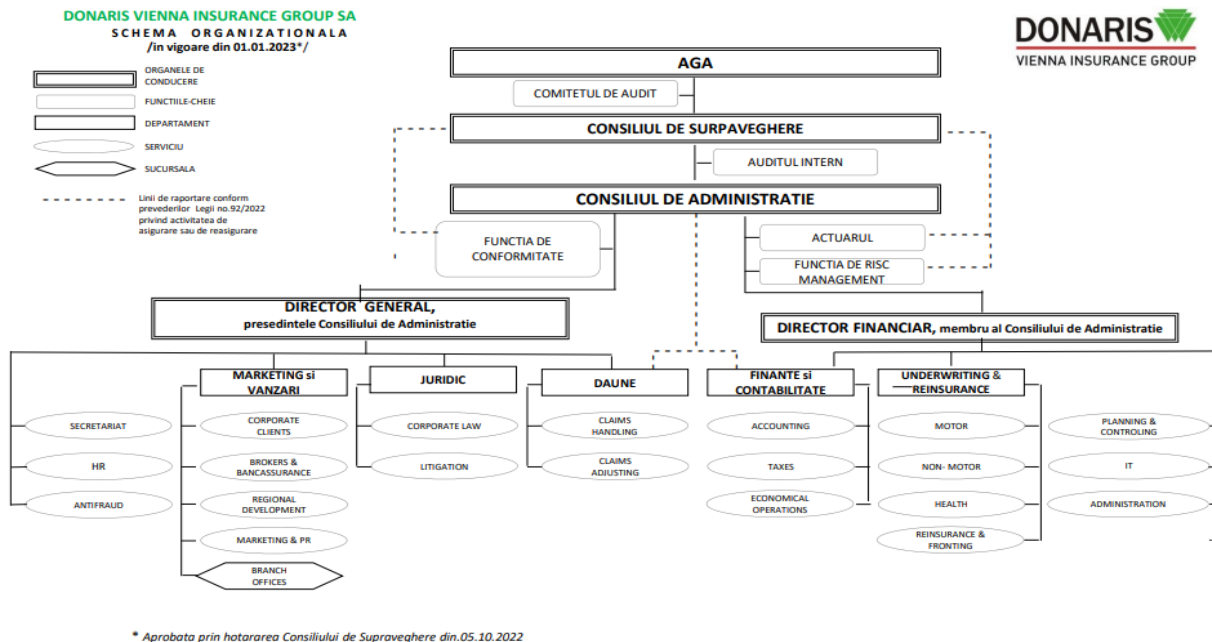 DONARIS VIENNA INSURANCE GROUP SA
SCHEMA ORGANIZATIONALA
/in vigoare din 01.01.2023*/
DONARIS
VIENNA INSURANCE GROUP
ORGANELE DE
CONDUCERE
FUNCTIILE-CHEIE
DEPARTAMENT
SERVICIU
SUCURSALA
Linii de raportare conform
prevederilor Legii no.92/2022
privind activitatea de
asigurare sau de reasigurare
AGA
COMITETUL DE AUDIT
CONSILIUL DE SURPAVEGHERE
AUDITUL INTERN
CONSILIUL DE ADMINISTRATIE
FUNCTIA DE
CONFORMITATE
ACTUARUL
FUNCTIA DE RISC
MANAGEMENT
DIRECTOR GENERAL,
presedintele Consiliului de Administratie
DIRECTOR FINANCIAR, membru al Consiliului de Administratie
MARKETING si
VANZARI
JURIDIC
DAUNE
FINANTE si
CONTABILITATE
UNDERWRITING &
REINSURANCE
SECRETARIAT
HR
ANTIFRAUD
CORPORATE
CLIENTS
BROKERS &
BANCASSURANCE
REGIONAL
DEVELOPMENT
MARKETING & PR
BRANCH
OFFICES
CORPORATE LAW
LITIGATION
CLAIMS
HANDLING
CLAIMS
ADJUSTING
ACCOUNTING
TAXES
ECONOMICAL
OPERATIONS
MOTOR
NON- MOTOR
HEALTH
REINSURANCE &
FRONTING
PLANNING &
CONTROLING
IT
ADMINISTRATION
* Aprobata prin hotararea Consiliului de Supraveghere din.05.10.2022